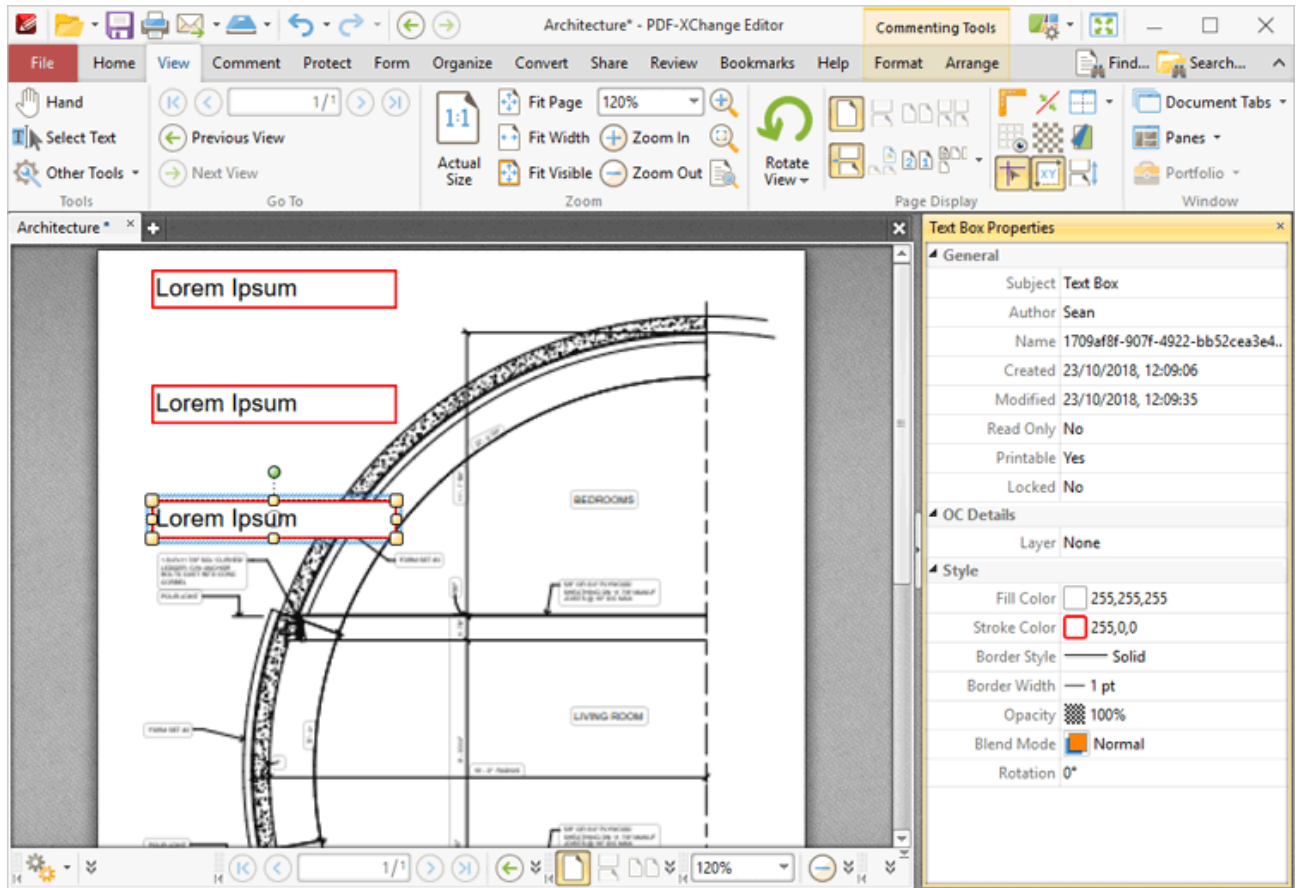 Architecture* - PDF-XChange Editor
Commenting Tools
File Home View Comment Protect Form Organize Convert Share Review Bookmarks Help Format Arrange Find... Search...
Hand
Select Text
Other Tools
Tools
1/1
Previous View
Next View
Go To
1:1
Actual
Size
Fit Page 120%
Fit Width Zoom In
Fit Visible Zoom Out
Zoom
Rotate
View
Page Display
Document Tabs
Panes
Portfolio
Window
Architecture *
Lorem Ipsum
Lorem Ipsum
Lorem Ipsum
BEDROOMS
LIVING ROOM
Text Box Properties
General
Subject Text Box
Author Sean
Name 1709af8f-907f-4922-bb52cea3e4..
Created 23/10/2018, 12:09:06
Modified 23/10/2018, 12:09:35
Read Only No
Printable Yes
Locked No
OC Details
Layer None
Style
Fill Color 255,255,255
Stroke Color 255,0,0
Border Style Solid
Border Width 1 pt
Opacity 100%
Blend Mode Normal
Rotation 0°
1/1
120%